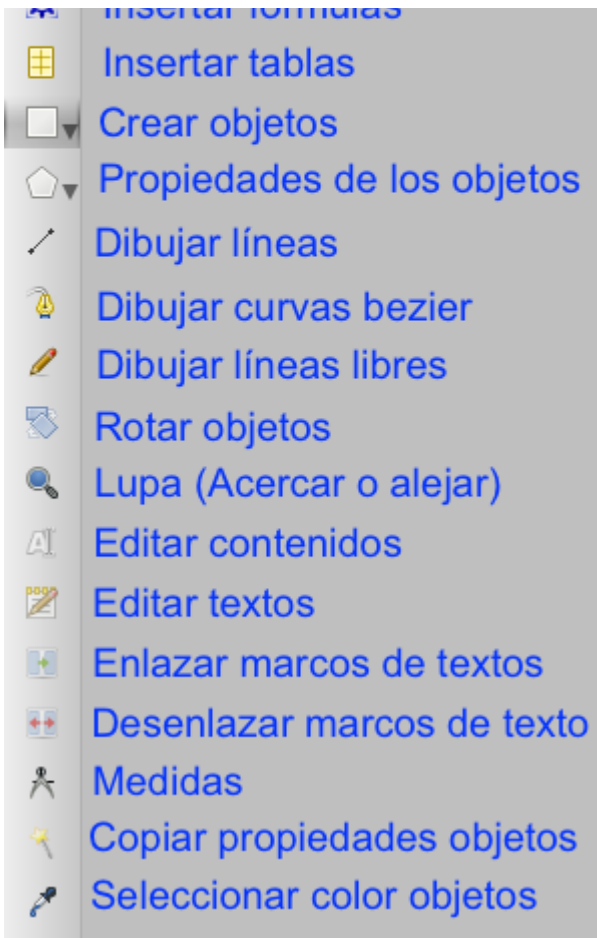 Insertar fórmulas
Insertar tablas
Crear objetos
Propiedades de los objetos
Dibujar líneas
Dibujar curvas bezier
Dibujar líneas libres
Rotar objetos
Lupa (Acercar o alejar)
Editar contenidos
Editar textos
Enlazar marcos de textos
Desenlazar marcos de texto
Medidas
Copiar propiedades objetos
Seleccionar color objetos